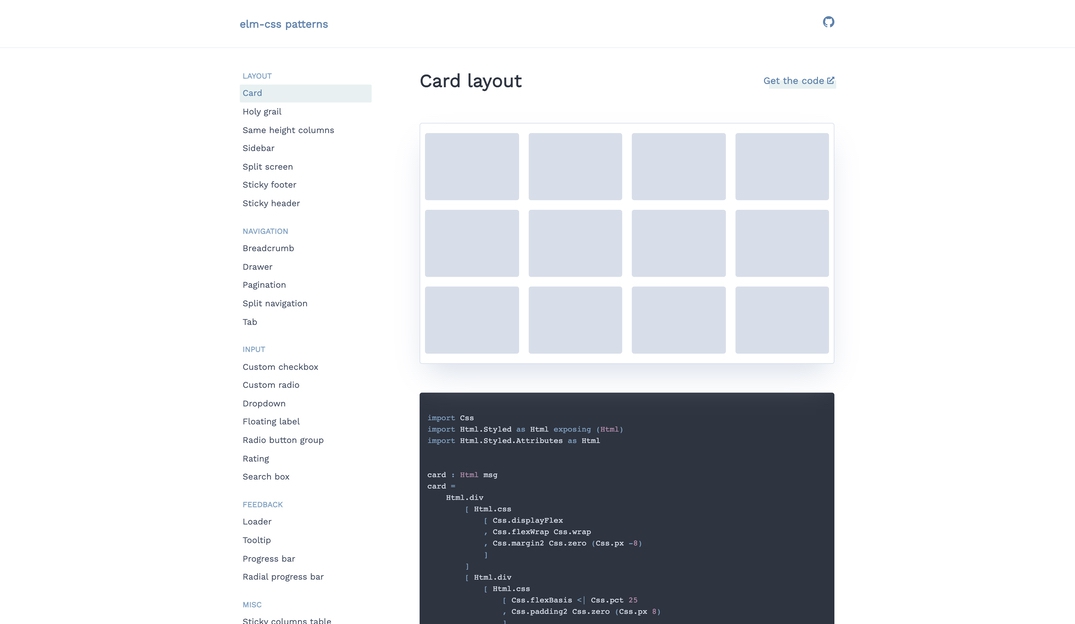 elm-css patterns
LAYOUT
Card
Holy grail
Same height columns
Sidebar
Split screen
Sticky footer
Sticky header
NAVIGATION
Breadcrumb
Drawer
Pagination
Split navigation
Tab
INPUT
Custom checkbox
Custom radio
Dropdown
Floating label
Radio button group
Rating
Search box
FEEDBACK
Loader
Tooltip
Progress bar
Radial progress bar
MISC
Sticky columns table
Card layout
Get the code
import Css
import Html.Styled as Html exposing (Html)
import Html.Styled.Attributes as Html
card : Html msg
card =
    Html.div
        [ Html.css
            [ Css.displayFlex
            , Css.flexWrap Css.wrap
            , Css.margin2 Css.zero (Css.px -8)
            ]
        ]
        [ Html.div
            [ Html.css
                [ Css.flexBasis <| Css.pct 25
                , Css.padding2 Css.zero (Css.px 8)
                ]